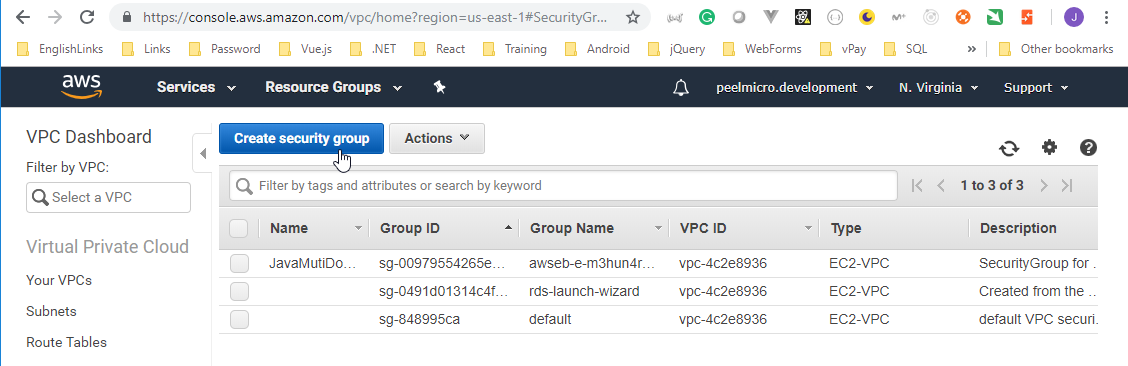 https://console.aws.amazon.com/vpc/home?region=us-east-1#SecurityGr...
EnglishLinks Links Password Vue.js .NET React Training Android jQuery WebForms vPay SQL » Other bookmarks
aws Services Resource Groups peelmicro.development N. Virginia Support
VPC Dashboard
Filter by VPC:
Select a VPC
Virtual Private Cloud
Your VPCs
Subnets
Route Tables
Create security group Actions
Filter by tags and attributes or search by keyword 1 to 3 of 3
Name Group ID Group Name VPC ID Type Description
JavaMutiDo... sg-00979554265e... awseb-e-m3hun4r... vpc-4c2e8936 EC2-VPC SecurityGroup for ...
sg-0491d01314c4f... rds-launch-wizard vpc-4c2e8936 EC2-VPC Created from the ...
sg-848995ca default vpc-4c2e8936 EC2-VPC default VPC securi...